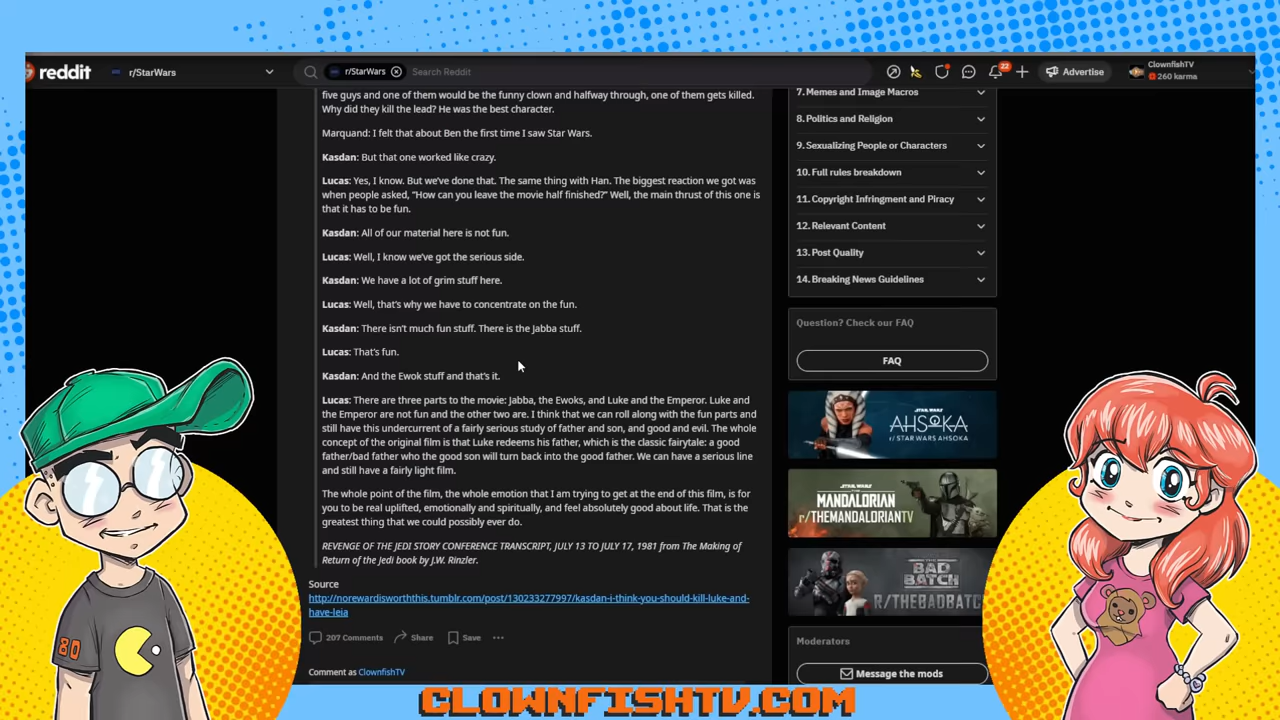 reddit
r/StarWars
r/StarWars
Search Reddit
22
Advertise
ClownfishTV
260 karma
five guys and one of them would be the funny clown and halfway through, one of them gets killed.
Why did they kill the lead? He was the best character.
Marquand: I felt that about Ben the first time I saw Star Wars.
Kasdan: But that one worked like crazy.
Lucas: Yes, I know. But we've done that. The same thing with Han. The biggest reaction we got was
when people asked, "How can you leave the movie half finished?" Well, the main thrust of this one is
that it has to be fun.
Kasdan: All of our material here is not fun.
Lucas: Well, I know we've got the serious side.
Kasdan: We have a lot of grim stuff here.
Lucas: Well, that's why we have to concentrate on the fun.
Kasdan: There isn't much fun stuff. There is the Jabba stuff.
Lucas: That's fun.
Kasdan: And the Ewok stuff and that's it.
Lucas: There are three parts to the movie: Jabba, the Ewoks, and Luke and the Emperor. Luke and
the Emperor are not fun and the other two are. I think that we can roll along with the fun parts and
still have this undercurrent of a fairly serious study of father and son, and good and evil. The whole
concept of the original film is that Luke redeems his father, which is the classic fairytale: a good
father/bad father who the good son will turn back into the good father. We can have a serious line
and still have a fairly light film.
The whole point of the film, the whole emotion that I am trying to get at the end of this film, is for
you to be real uplifted, emotionally and spiritually, and feel absolutely good about life. That is the
greatest thing that we could possibly ever do.
REVENGE OF THE JEDI STORY CONFERENCE TRANSCRIPT, JULY 13 TO JULY 17, 1981 from The Making of
Return of the Jedi book by J.W. Rinzler.
Source
http://norewardisworththis.tumblr.com/post/130233277997/kasdan-i-think-you-should-kill-luke-and-
have-leia
207 Comments
Share
Save
Comment as ClownfishTV
7. Memes and Image Macros
8. Politics and Religion
9. Sexualizing People or Characters
10. Full rules breakdown
11. Copyright Infringment and Piracy
12. Relevant Content
13. Post Quality
14. Breaking News Guidelines
Question? Check our FAQ
FAQ
STAR WARS
AHSOKA
r/ STAR WARS AHSOKA
STAR WARS
THE MANDALORIAN
r/THEMANDALORIANTV
STAR WARS
THE BAD BATCH
R/THEBADBATC
Moderators
Message the mods
80
CLOWNFISHTV.COM